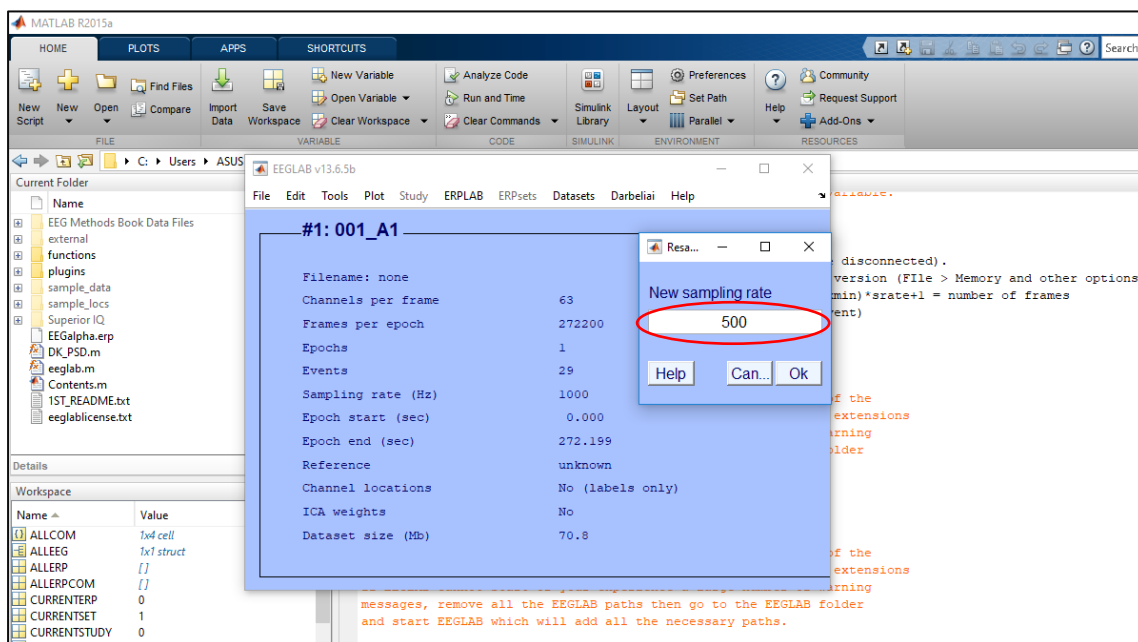 MATLAB R2015a
HOME PLOTS APPS SHORTCUTS
Search
New Script
New
Open
Find Files
Compare
Import Data
Save Workspace
New Variable
Open Variable
Clear Workspace
Analyze Code
Run and Time
Clear Commands
Simulink Library
Layout
Preferences
Set Path
Parallel
Help
Community
Request Support
Add-Ons
FILE VARIABLE CODE SIMULINK ENVIRONMENT RESOURCES
C: Users ASUS
Current Folder
Name
EEG Methods Book Data Files
external
functions
plugins
sample_data
sample_locs
Superior IQ
EEGalpha.erp
DK_PSD.m
eeglab.m
Contents.m
1ST_README.txt
eeglablicense.txt
Details
Workspace
Name Value
ALLCOM 1x4 cell
ALLEEG 1x1 struct
ALLERP []
ALLERPCOM []
CURRENTERP 0
CURRENTSET 1
CURRENTSTUDY 0
EEGLAB v13.6.5b
File Edit Tools Plot Study ERPLAB ERPsets Datasets Darbeliai Help
#1: 001_A1
Filename: none
Channels per frame 63
Frames per epoch 272200
Epochs 1
Events 29
Sampling rate (Hz) 1000
Epoch start (sec) 0.000
Epoch end (sec) 272.199
Reference unknown
Channel locations No (labels only)
ICA weights No
Dataset size (Mb) 70.8
Resa...
New sampling rate
500
Help Can... Ok
disconnected).
version (FIle > Memory and other options
min)*srate+1 = number of frames
of the
extensions
of the
extensions
messages, remove all the EEGLAB paths then go to the EEGLAB folder
and start EEGLAB which will add all the necessary paths.